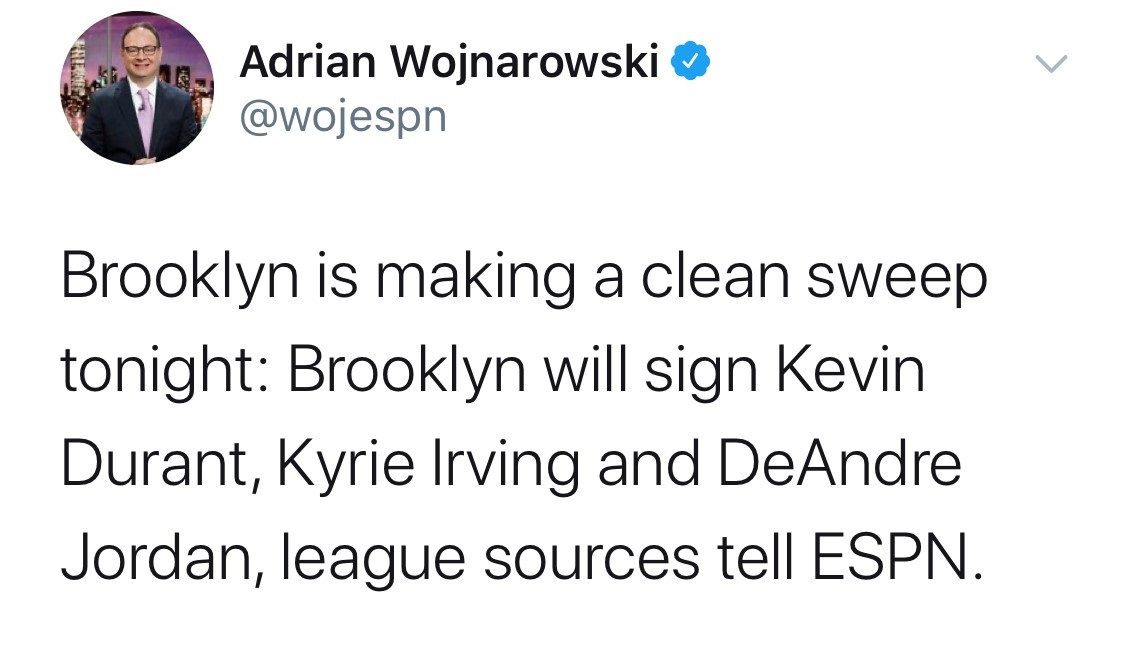 Adrian Wojnarowski
@wojespn
Brooklyn is making a clean sweep
tonight: Brooklyn will sign Kevin
Durant, Kyrie Irving and DeAndre
Jordan, league sources tell ESPN.